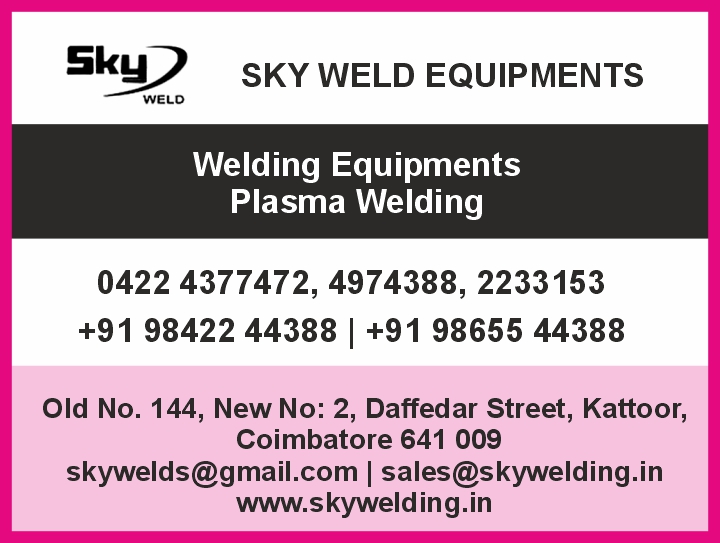 Sky
WELD
SKY WELD EQUIPMENTS
Welding Equipments
Plasma Welding
0422 4377472, 4974388, 2233153
+91 98422 44388 | +91 98655 44388
Old No. 144, New No: 2, Daffedar Street, Kattoor,
Coimbatore 641 009
skywelds@gmail.com | sales@skywelding.in
www.skywelding.in